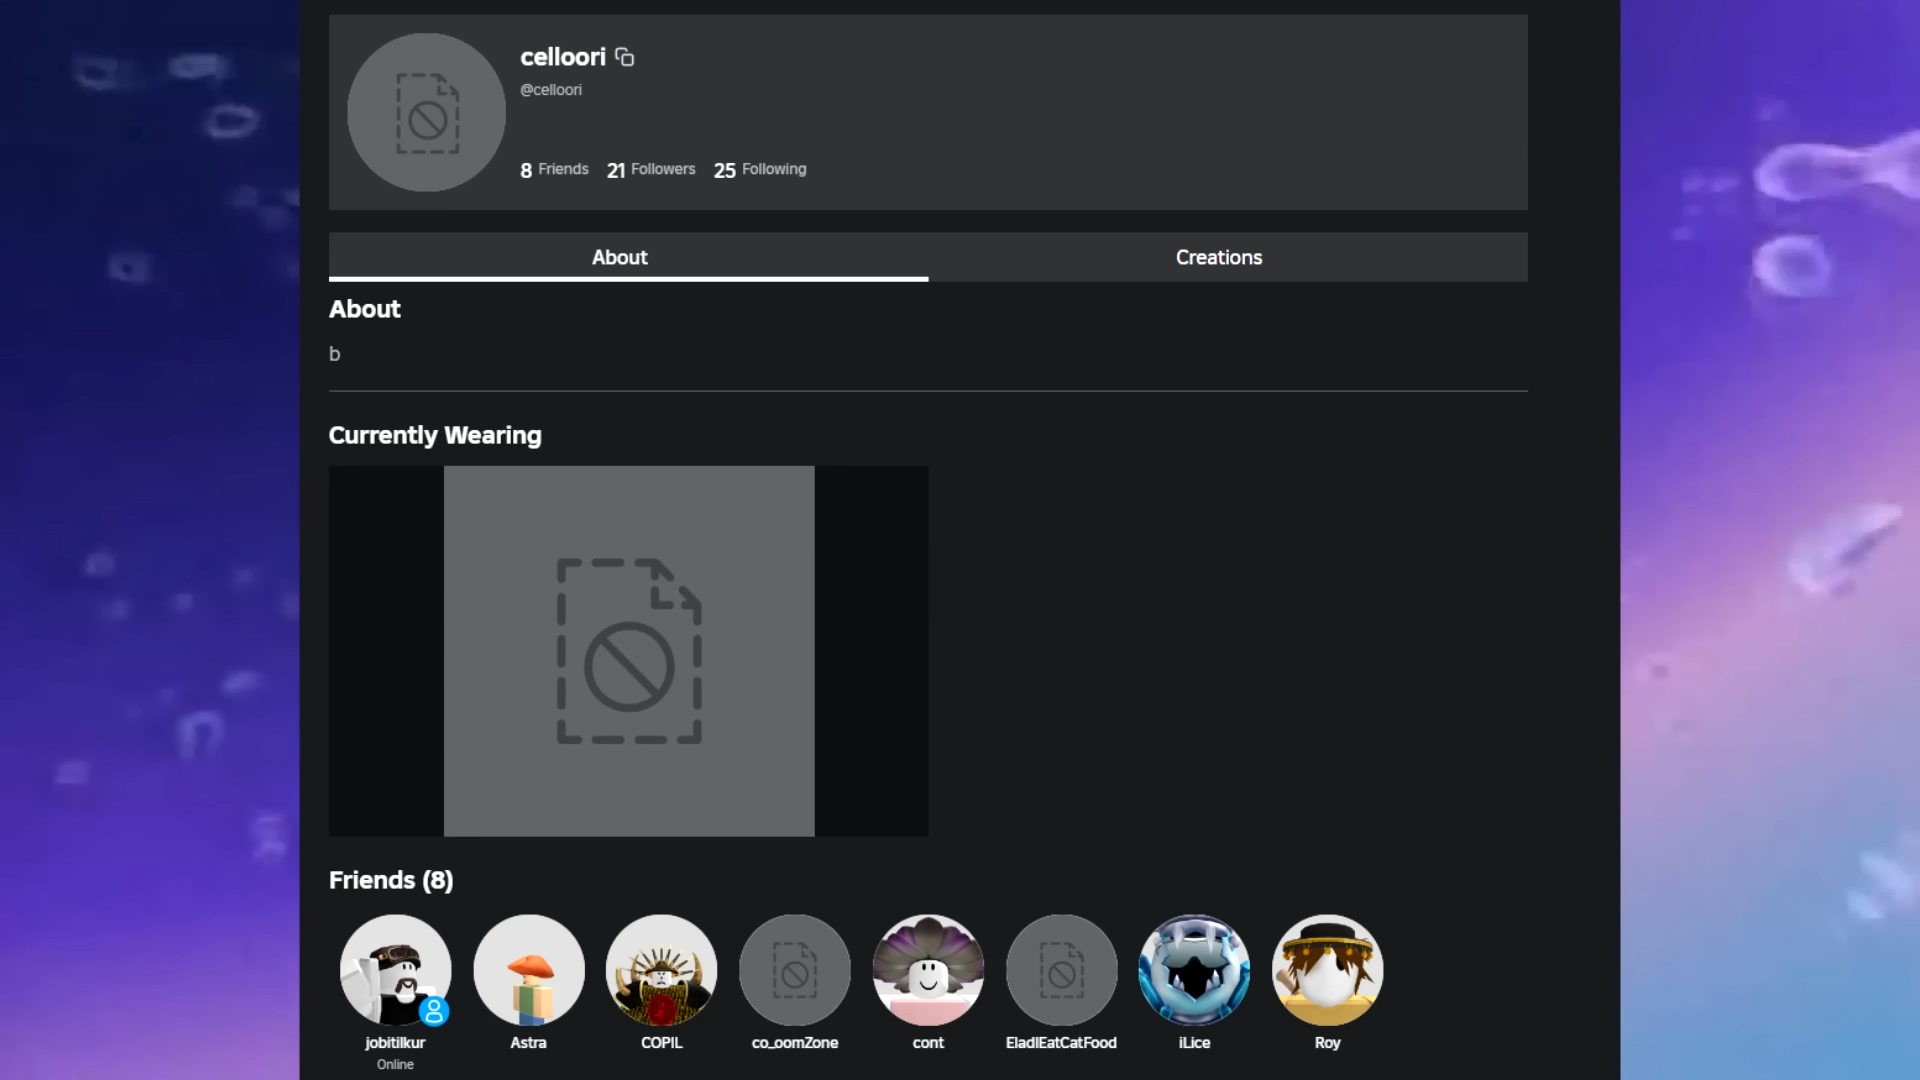 celloori
@celloori
8 Friends 21 Followers 25 Following
About Creations
About
b
Currently Wearing
Friends (8)
jobitilkur Astra COPIL co_oomZone cont EladIEatCatFood iLice Roy
Online